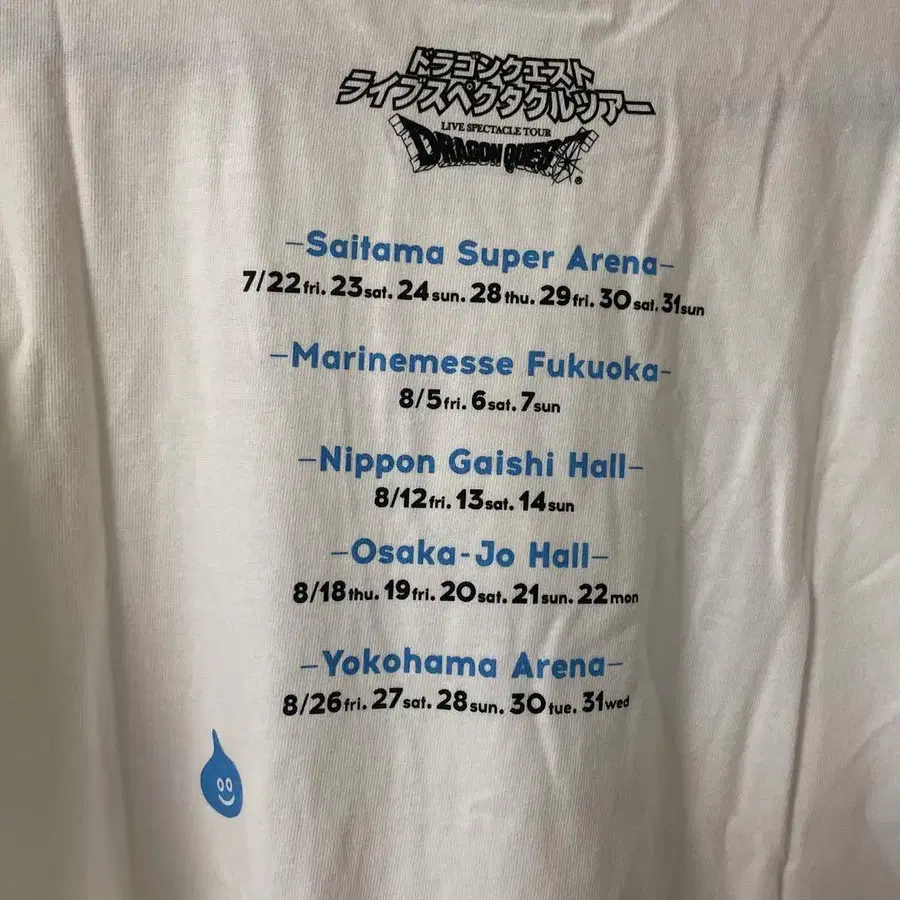 ドラゴンクエスト
ライブスペクタクルツアー
LIVE SPECTACLE TOUR
DRAGON QUEST
®
–Saitama Super Arena–
7/22fri. 23sat. 24sun. 28thu. 29fri. 30sat. 31sun
–Marinemesse Fukuoka–
8/5fri. 6sat. 7sun
–Nippon Gaishi Hall–
8/12fri. 13sat. 14sun
–Osaka-Jo Hall–
8/18thu. 19fri. 20sat. 21sun. 22mon
–Yokohama Arena–
8/26fri. 27sat. 28sun. 30tue. 31wed